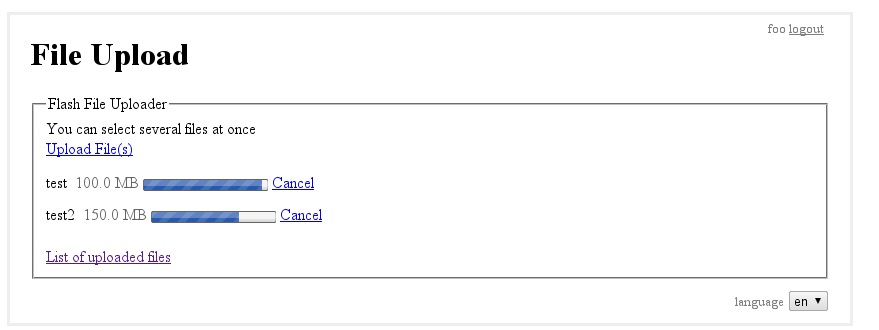 foo logout
File Upload
Flash File Uploader
You can select several files at once
Upload File(s)
test 100.0 MB Cancel
test2 150.0 MB Cancel
List of uploaded files
language en